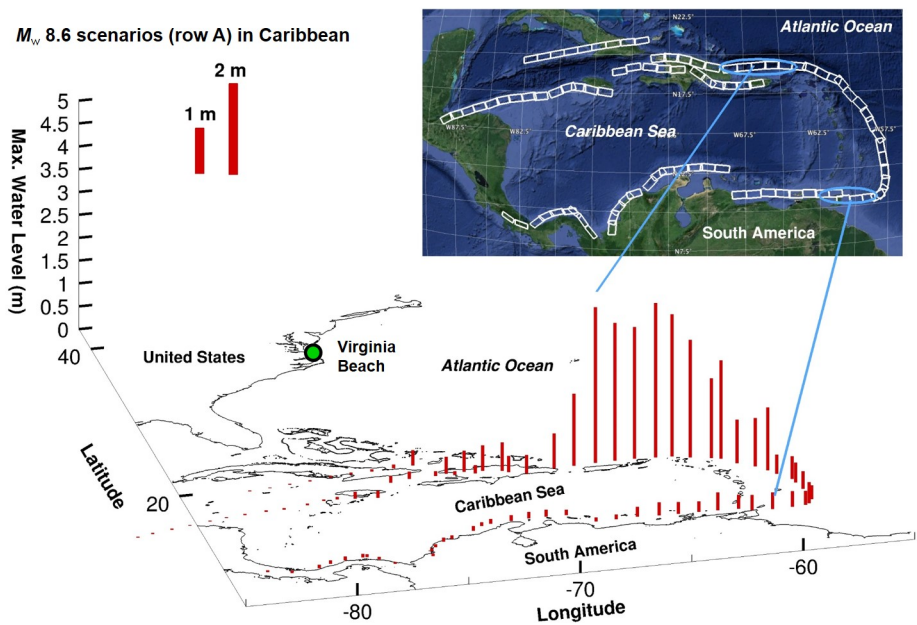 Mw 8.6 scenarios (row A) in Caribbean
2 m
1 m
5
4.5
4
3.5
3
2.5
2
1.5
1
0.5
0
Max. Water Level (m)
Atlantic Ocean
N22.5°
N17.5°
W87.5°
W82.5°
W67.5°
W62.5°
Caribbean Sea
South America
N7.5°
40
20
Latitude
United States
Virginia
Beach
Atlantic Ocean
Caribbean Sea
South America
-80
-70
-60
Longitude